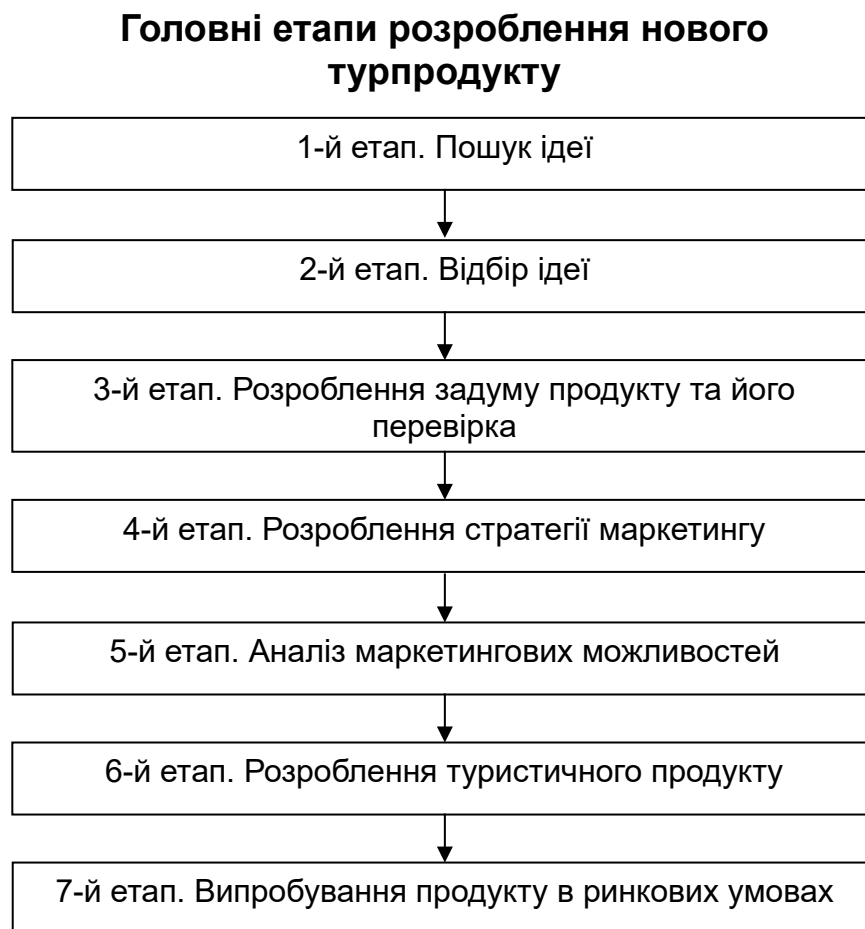 Головні етапи розроблення нового
турпродукту
1-й етап. Пошук ідеї
2-й етап. Відбір ідеї
3-й етап. Розроблення задуму продукту та його
перевірка
4-й етап. Розроблення стратегії маркетингу
5-й етап. Аналіз маркетингових можливостей
6-й етап. Розроблення туристичного продукту
7-й етап. Випробування продукту в ринкових умовах